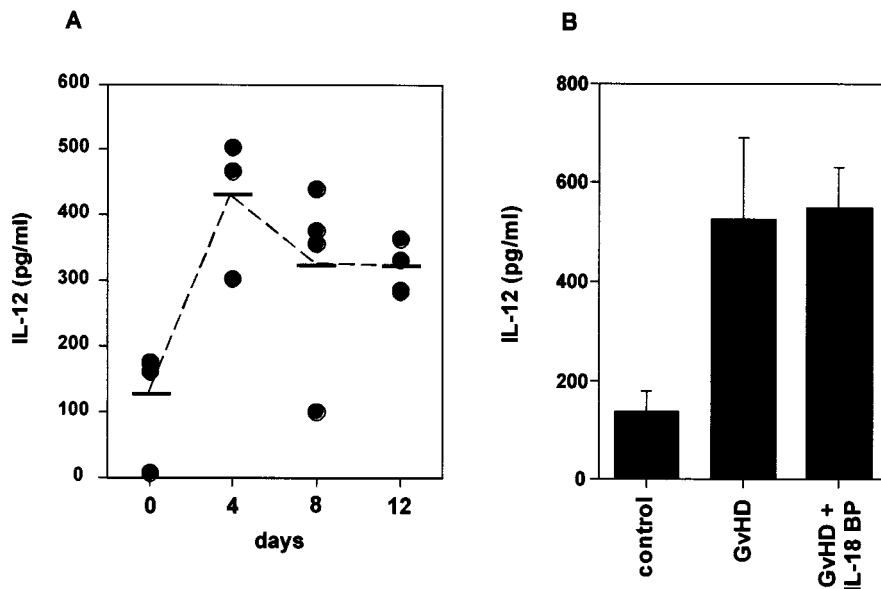 A
600
500
400
300
200
100
0
IL-12 (pg/ml)
0 4 8 12
days
B
800
600
400
200
0
IL-12 (pg/ml)
control
GvHD
GvHD +
IL-18 BP